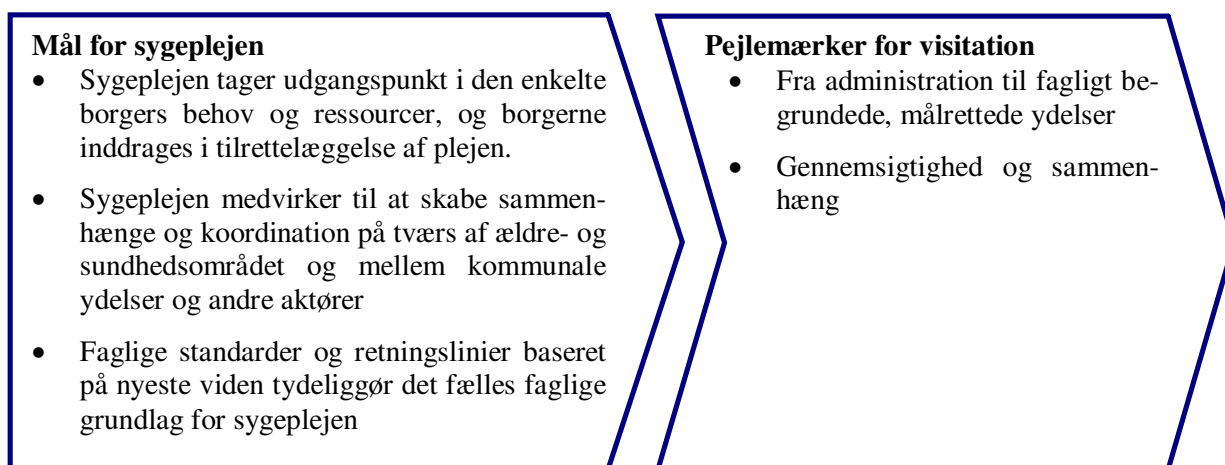 Mål for sygeplejen
• Sygeplejen tager udgangspunkt i den enkelte
borgers behov og ressourcer, og borgerne
inddrages i tilrettelæggelse af plejen.
• Sygeplejen medvirker til at skabe sammen-
hænge og koordination på tværs af ældre- og
sundhedsområdet og mellem kommunale
ydelser og andre aktører
• Faglige standarder og retningslinier baseret
på nyeste viden tydeliggør det fælles faglige
grundlag for sygeplejen
Pejlemærker for visitation
• Fra administration til fagligt be-
grundede, målrettede ydelser
• Gennemsigtighed og sammen-
hæng